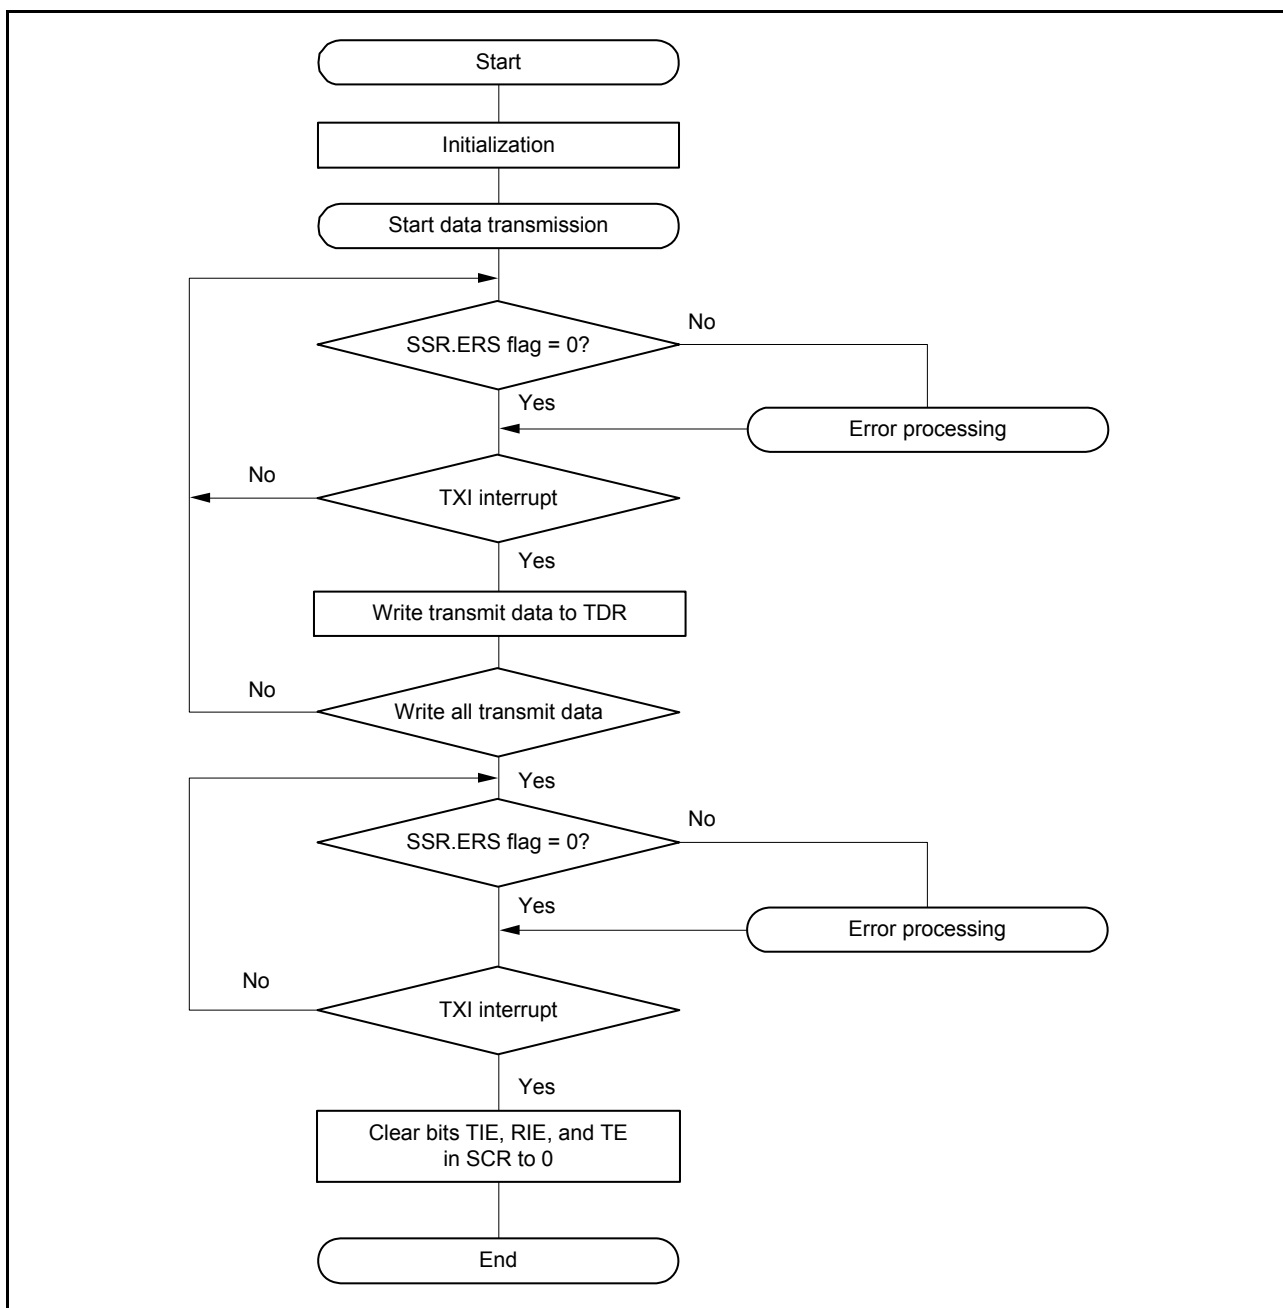 Start
Initialization
Start data transmission
SSR.ERS flag = 0?
No
Yes
Error processing
No
TXI interrupt
Yes
Write transmit data to TDR
No
Write all transmit data
Yes
SSR.ERS flag = 0?
No
Yes
Error processing
No
TXI interrupt
Yes
Clear bits TIE, RIE, and TE
in SCR to 0
End